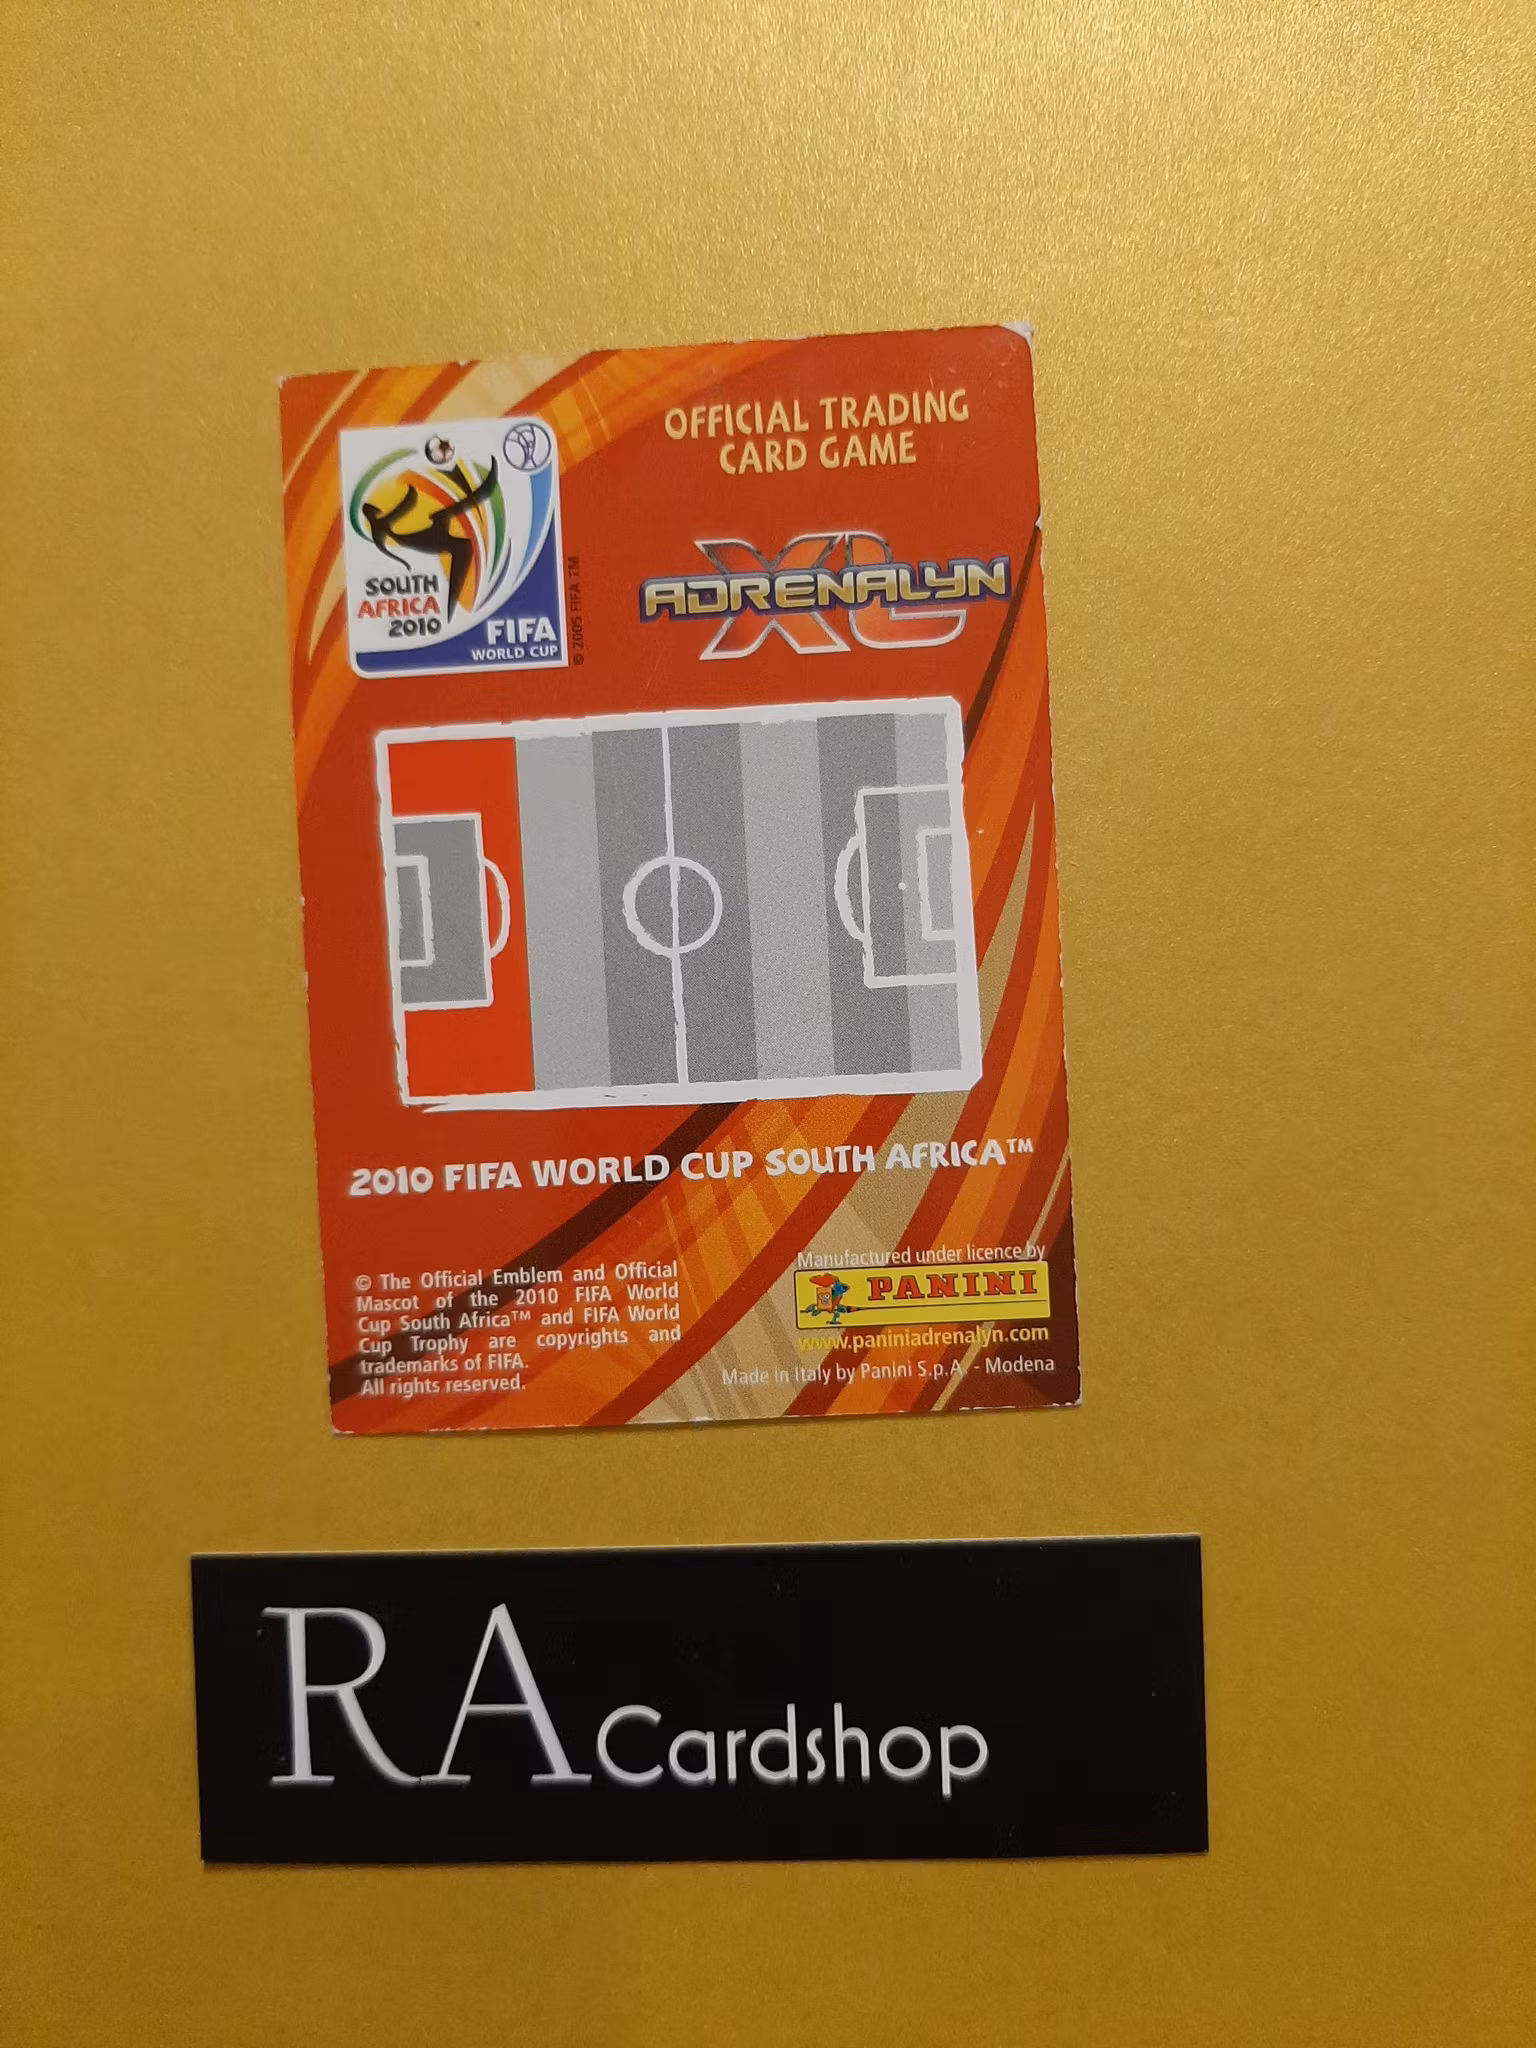 OFFICIAL TRADING
CARD GAME
ADRENALYN
XL
SOUTH
AFRICA
2010
FIFA
WORLD CUP
© 2005 FIFA TM
2010 FIFA WORLD CUP SOUTH AFRICA™
© The Official Emblem and Official
Mascot of the 2010 FIFA World
Cup South Africa™ and FIFA World
Cup Trophy are copyrights and
trademarks of FIFA.
All rights reserved.
Manufactured under licence by
PANINI
www.paniniadrenalyn.com
Made in Italy by Panini S.p.A. - Modena
RA Cardshop